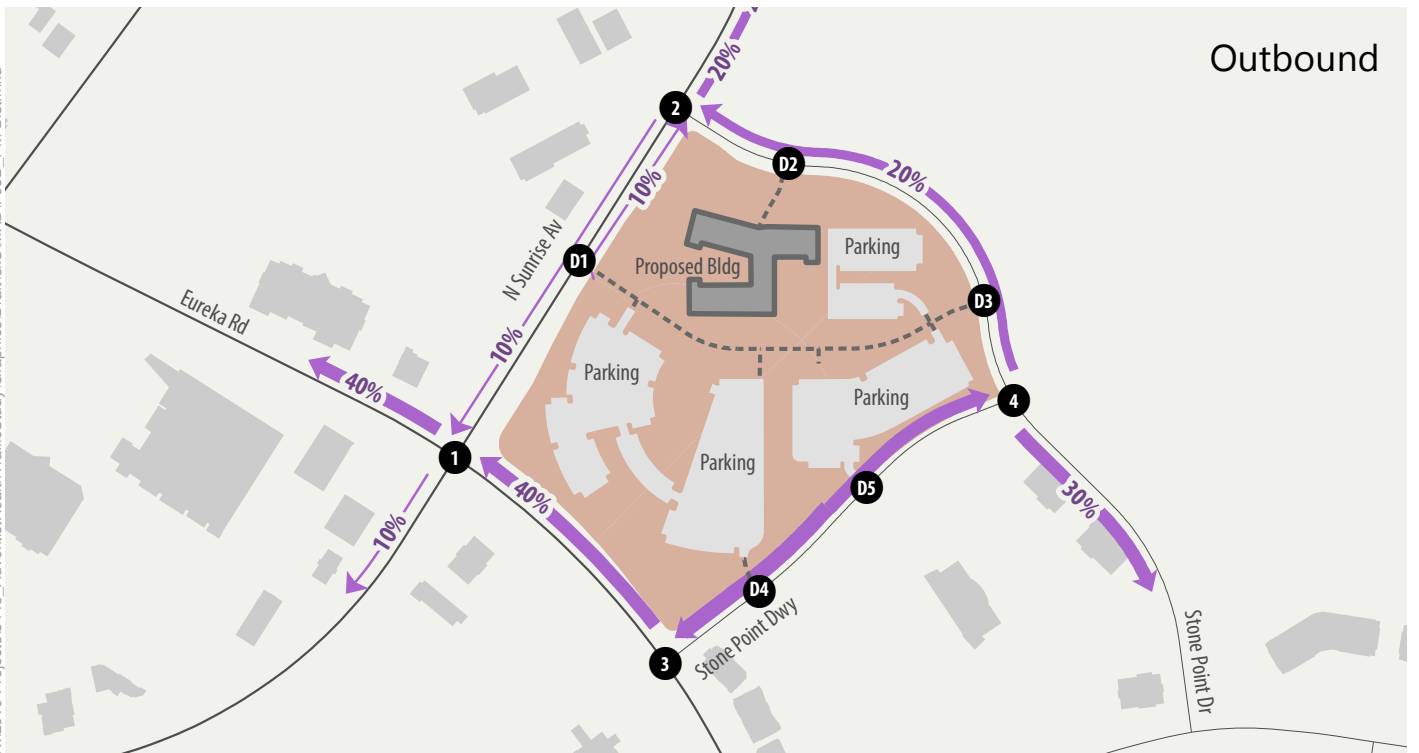 Outbound
20%
2
D2
20%
10%
N Sunrise Av
D1
Proposed Bldg
Parking
D3
Eureka Rd
10%
Parking
40%
Parking
4
1
Parking
40%
D5
30%
10%
D4
Stone Point Dwy
3
Stone Point Dr